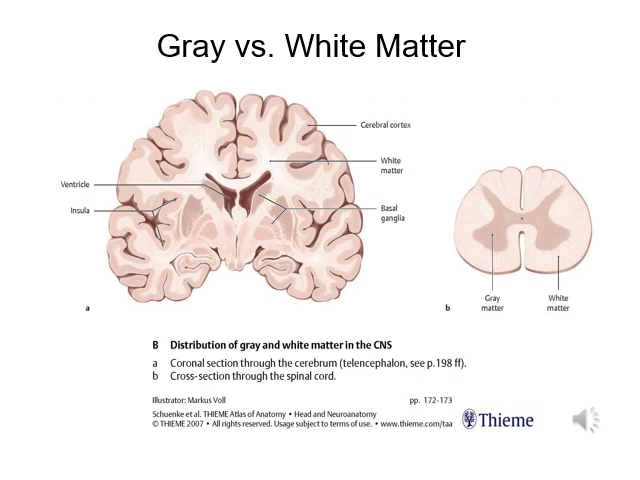 Gray vs. White Matter
Cerebral cortex
White
matter
Ventricle
Insula
Basal
ganglia
a
Gray
matter
White
matter
b
B Distribution of gray and white matter in the CNS
a Coronal section through the cerebrum (telencephalon, see p.198 ff).
b Cross-section through the spinal cord.
Illustrator: Markus Voll pp. 172-173
Schuenke et al. THIEME Atlas of Anatomy • Head and Neuroanatomy
© THIEME 2007 • All rights reserved. Usage subject to terms of use. • www.thieme.com/taa
Thieme